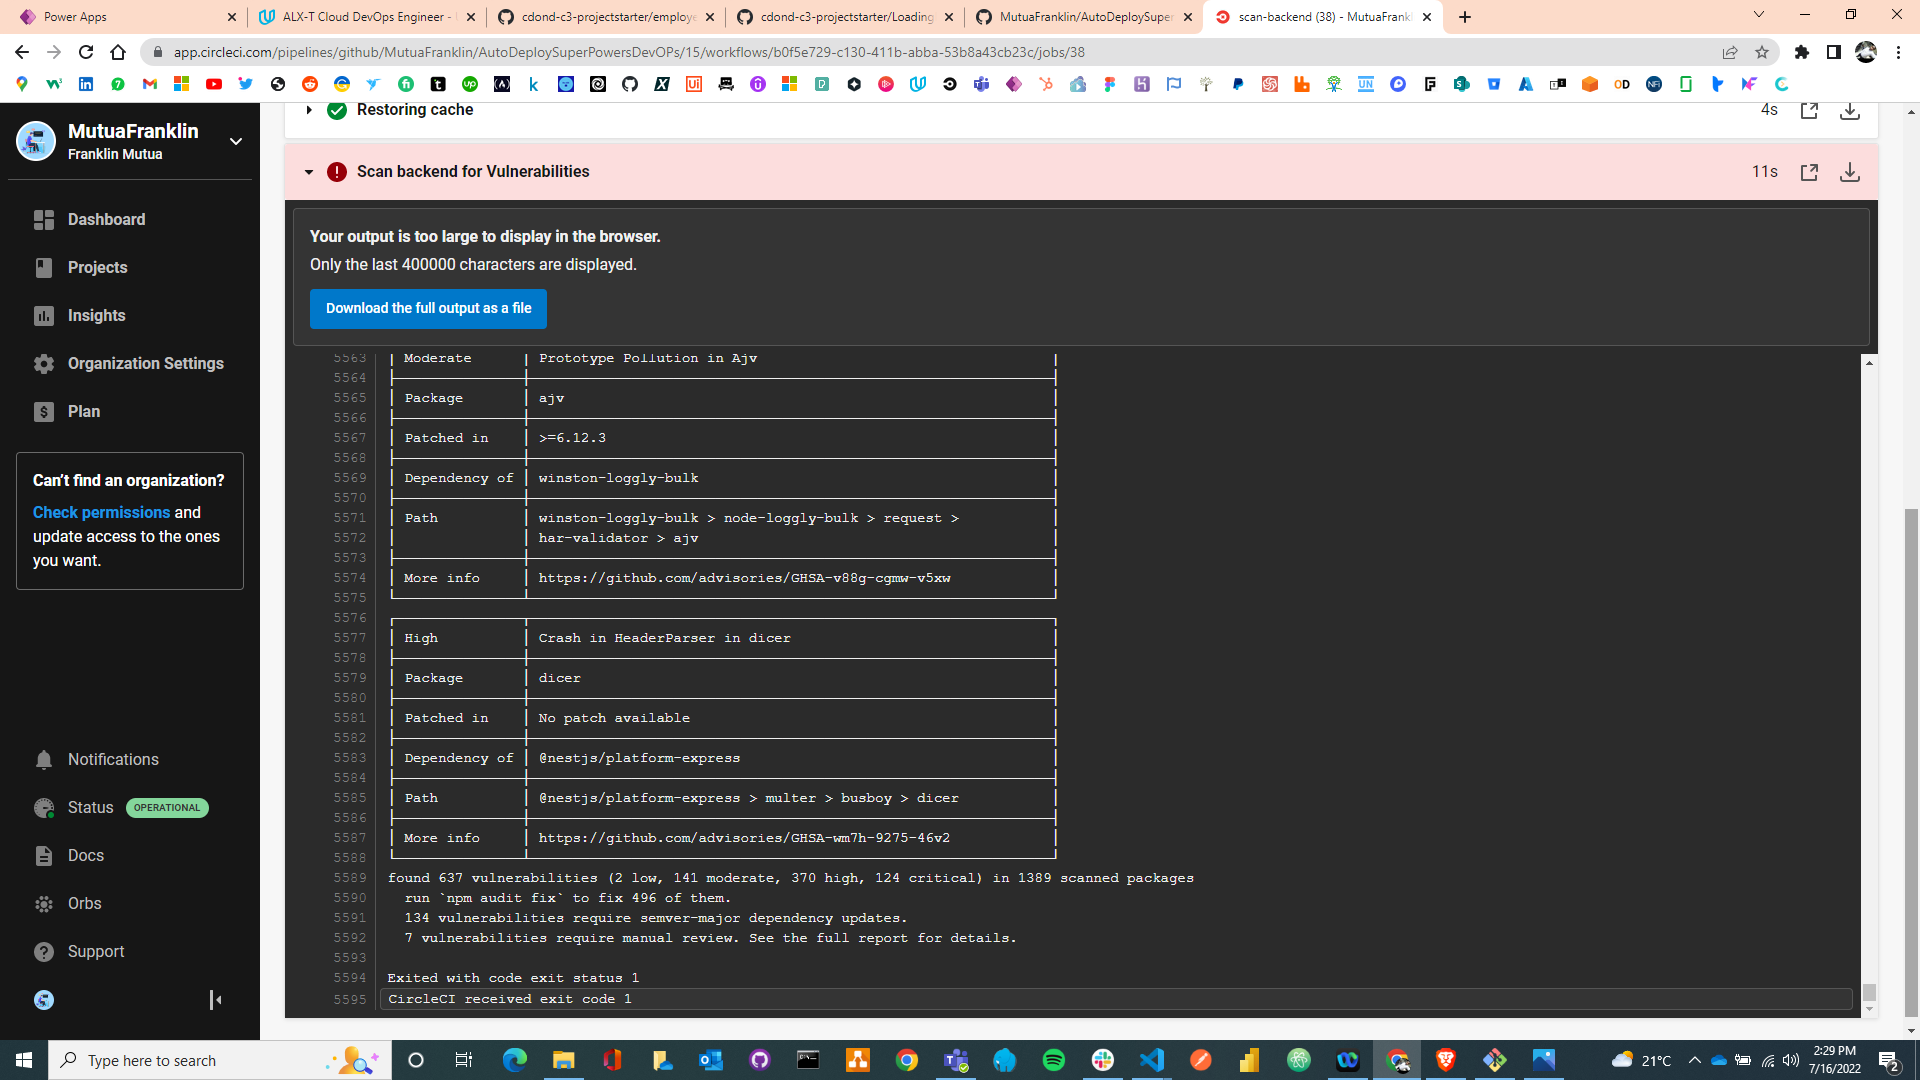 Power Apps
ALX-T Cloud DevOps Engineer -
cdond-c3-projectstarter/employe
cdond-c3-projectstarter/Loading
MutuaFranklin/AutoDeploySuper
scan-backend (38) - MutuaFrankl
app.circleci.com/pipelines/github/MutuaFranklin/AutoDeploySuperPowersDevOPs/15/workflows/b0f5e729-c130-411b-abba-53b8a43cb23c/jobs/38
MutuaFranklin
Franklin Mutua
Dashboard
Projects
Insights
Organization Settings
Plan
Can't find an organization?
Check permissions and
update access to the ones
you want.
Notifications
Status OPERATIONAL
Docs
Orbs
Support
Restoring cache 4s
Scan backend for Vulnerabilities 11s
Your output is too large to display in the browser.
Only the last 400000 characters are displayed.
Download the full output as a file
5563 Moderate Prototype Pollution in Ajv
5564
5565 Package ajv
5566
5567 Patched in >=6.12.3
5568
5569 Dependency of winston-loggly-bulk
5570
5571 Path winston-loggly-bulk > node-loggly-bulk > request >
5572 har-validator > ajv
5573
5574 More info https://github.com/advisories/GHSA-v88g-cgmw-v5xw
5575
5576
5577 High Crash in HeaderParser in dicer
5578
5579 Package dicer
5580
5581 Patched in No patch available
5582
5583 Dependency of @nestjs/platform-express
5584
5585 Path @nestjs/platform-express > multer > busboy > dicer
5586
5587 More info https://github.com/advisories/GHSA-wm7h-9275-46v2
5588
5589 found 637 vulnerabilities (2 low, 141 moderate, 370 high, 124 critical) in 1389 scanned packages
5590 run `npm audit fix` to fix 496 of them.
5591 134 vulnerabilities require semver-major dependency updates.
5592 7 vulnerabilities require manual review. See the full report for details.
5593
5594 Exited with code exit status 1
5595 CircleCI received exit code 1
Type here to search
21°C
2:29 PM
7/16/2022
2